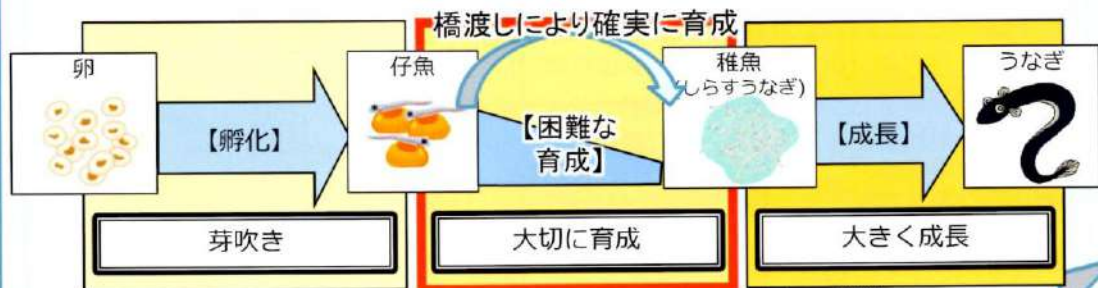 橋渡しにより確実に育成
卵
仔魚
稚魚
(しらすうなぎ)
うなぎ
【孵化】
【困難な
育成】
【成長】
芽吹き
大切に育成
大きく成長